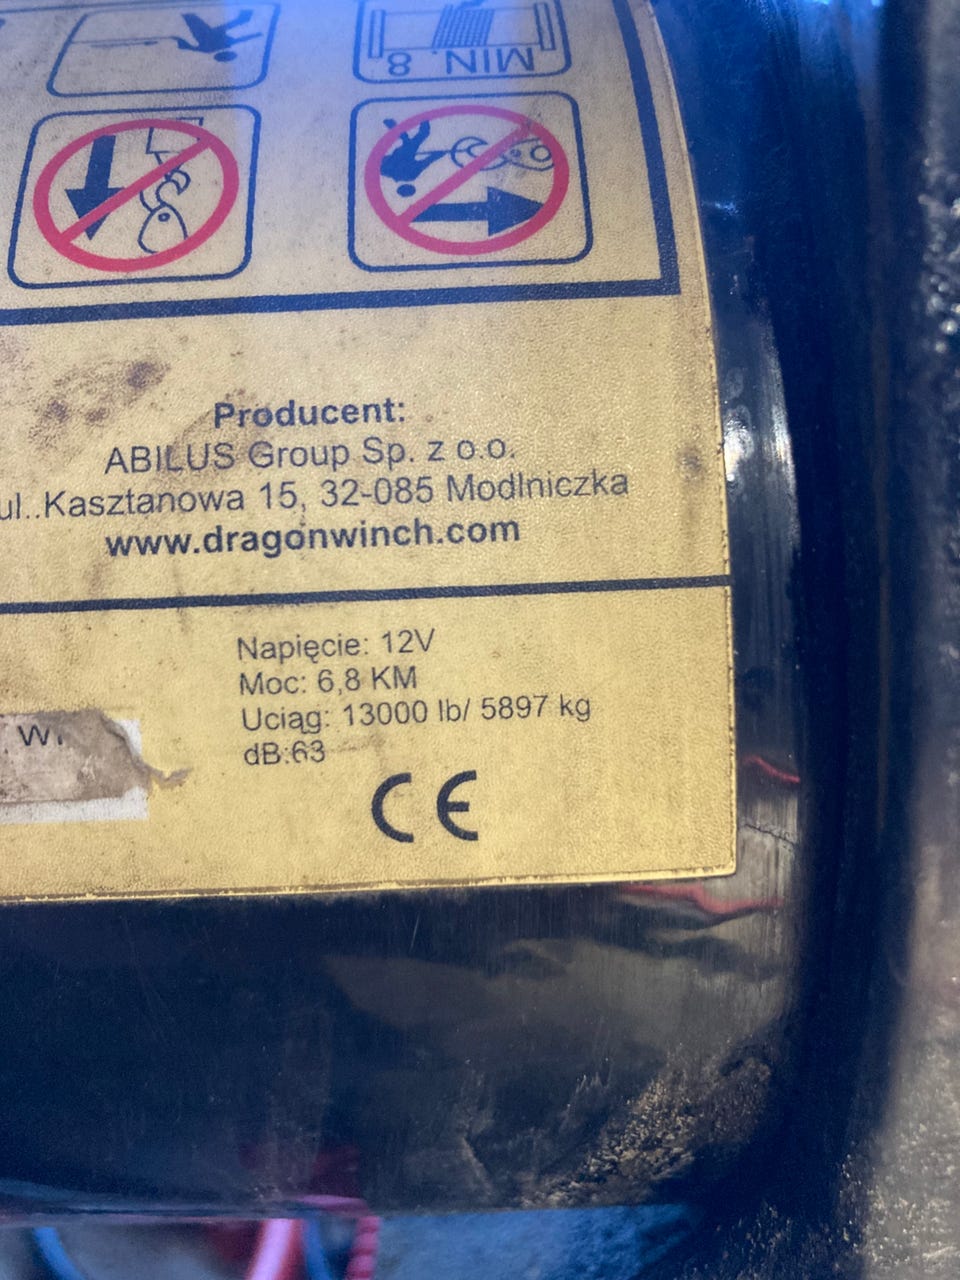 MIN. 8
Producent:
ABILUS Group Sp. z o.o.
ul..Kasztanowa 15, 32-085 Modlniczka
www.dragonwinch.com
Napięcie: 12V
Moc: 6,8 KM
Uciąg: 13000 lb/ 5897 kg
dB:63
CE